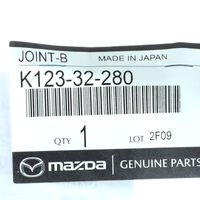 JOINT-B MADE IN JAPAN
K123-32-280
QTY 1 LOT 2F09
mazda GENUINE PARTS